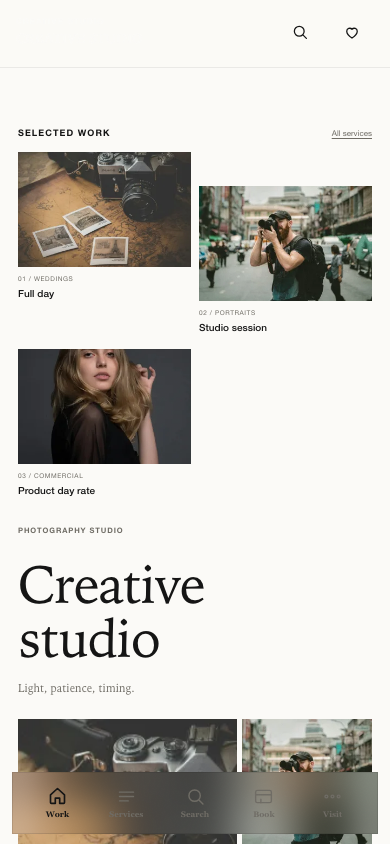 SELECTED WORK
All services
01 / WEDDINGS
Full day
02 / PORTRAITS
Studio session
03 / COMMERCIAL
Product day rate
PHOTOGRAPHY STUDIO
Creative
studio
Light, patience, timing.
Work
Services
Search
Book
Visit